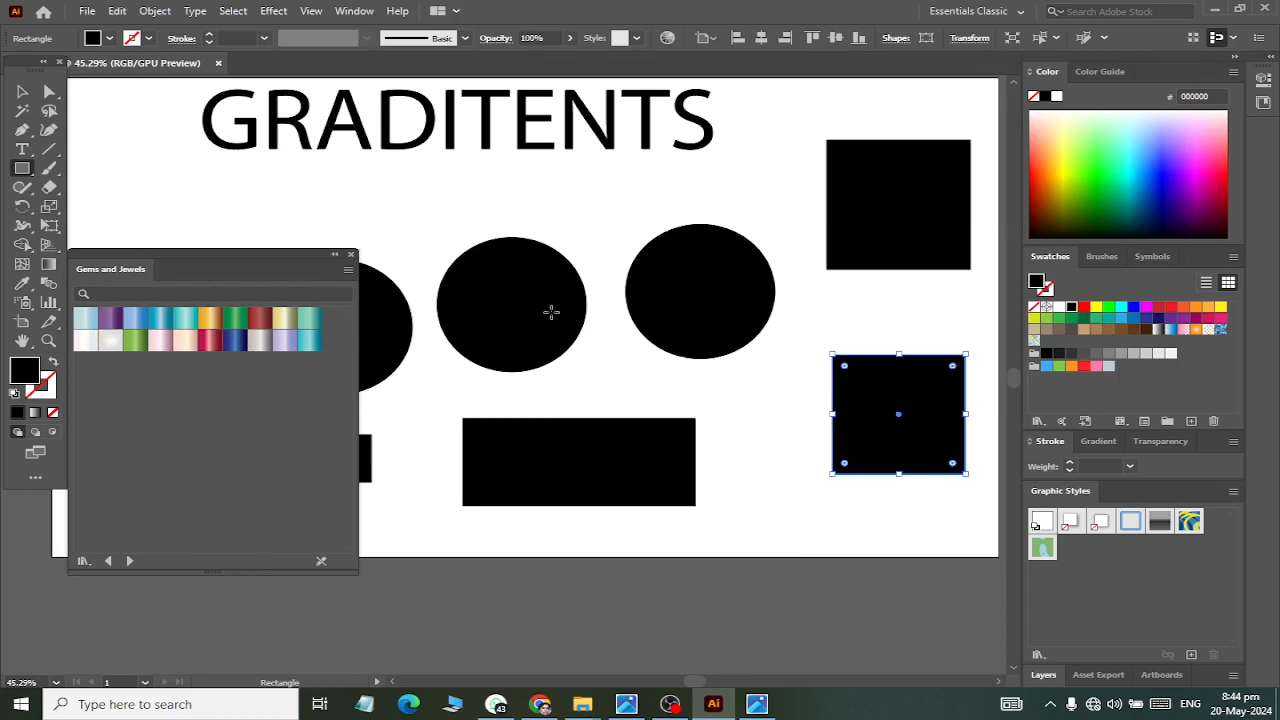 Ai File Edit Object Type Select Effect View Window Help Essentials Classic Search Adobe Stock
Rectangle Stroke: Basic Opacity: 100% Style: Shape: Transform
45.29% (RGB/GPU Preview)
GRADITENTS
Color Color Guide
# 000000
Swatches Brushes Symbols
Gems and Jewels
Stroke Gradient Transparency
Weight:
Graphic Styles
Layers Asset Export Artboards
45.29% 1 Rectangle
Type here to search 43 Ai 8:44 pm
20-May-2024